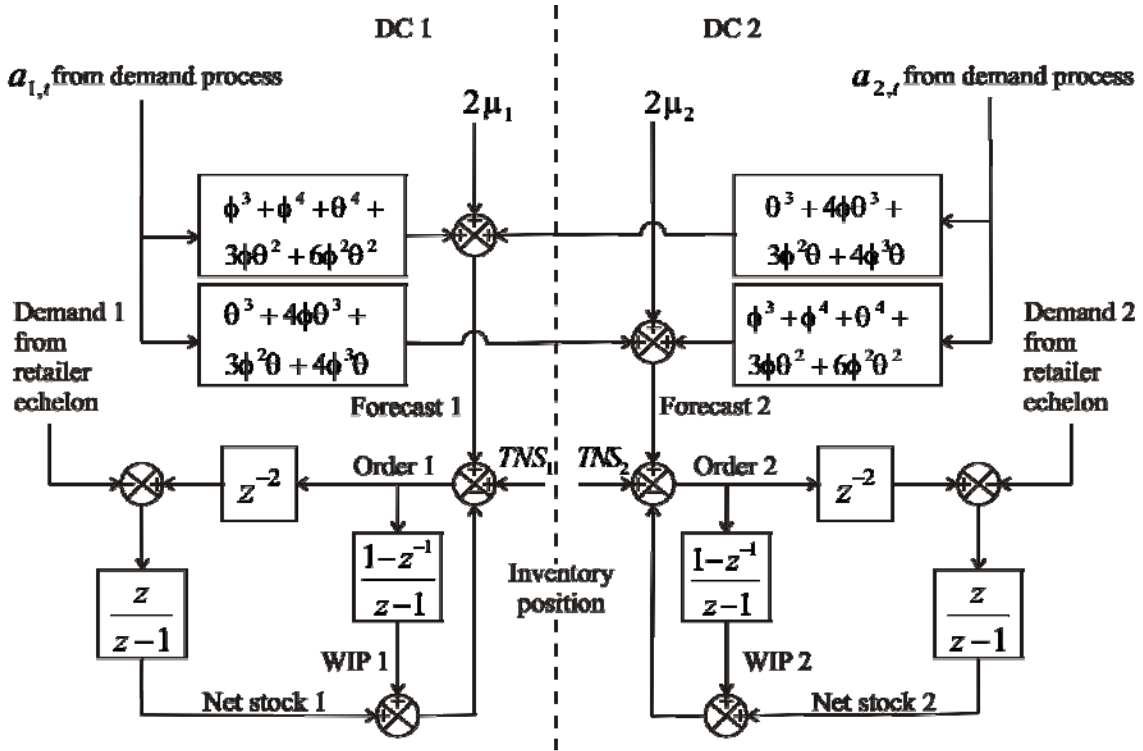 DC 1
DC 2
a₁,ₜ from demand process
a₂,ₜ from demand process
2μ₁
2μ₂
ϕ³ + ϕ⁴ + θ⁴ +
3ϕθ² + 6ϕ²θ²
θ³ + 4ϕθ³ +
3ϕ²θ + 4ϕ³θ
θ³ + 4ϕθ³ +
3ϕ²θ + 4ϕ³θ
ϕ³ + ϕ⁴ + θ⁴ +
3ϕθ² + 6ϕ²θ²
Demand 1
from
retailer
echelon
Demand 2
from
retailer
echelon
Forecast 1
Forecast 2
z⁻²
Order 1
TNS₁
TNS₂
Order 2
z⁻²
z
z−1
1−z⁻¹
z−1
Inventory
position
1−z⁻¹
z−1
z
z−1
WIP 1
WIP 2
Net stock 1
Net stock 2